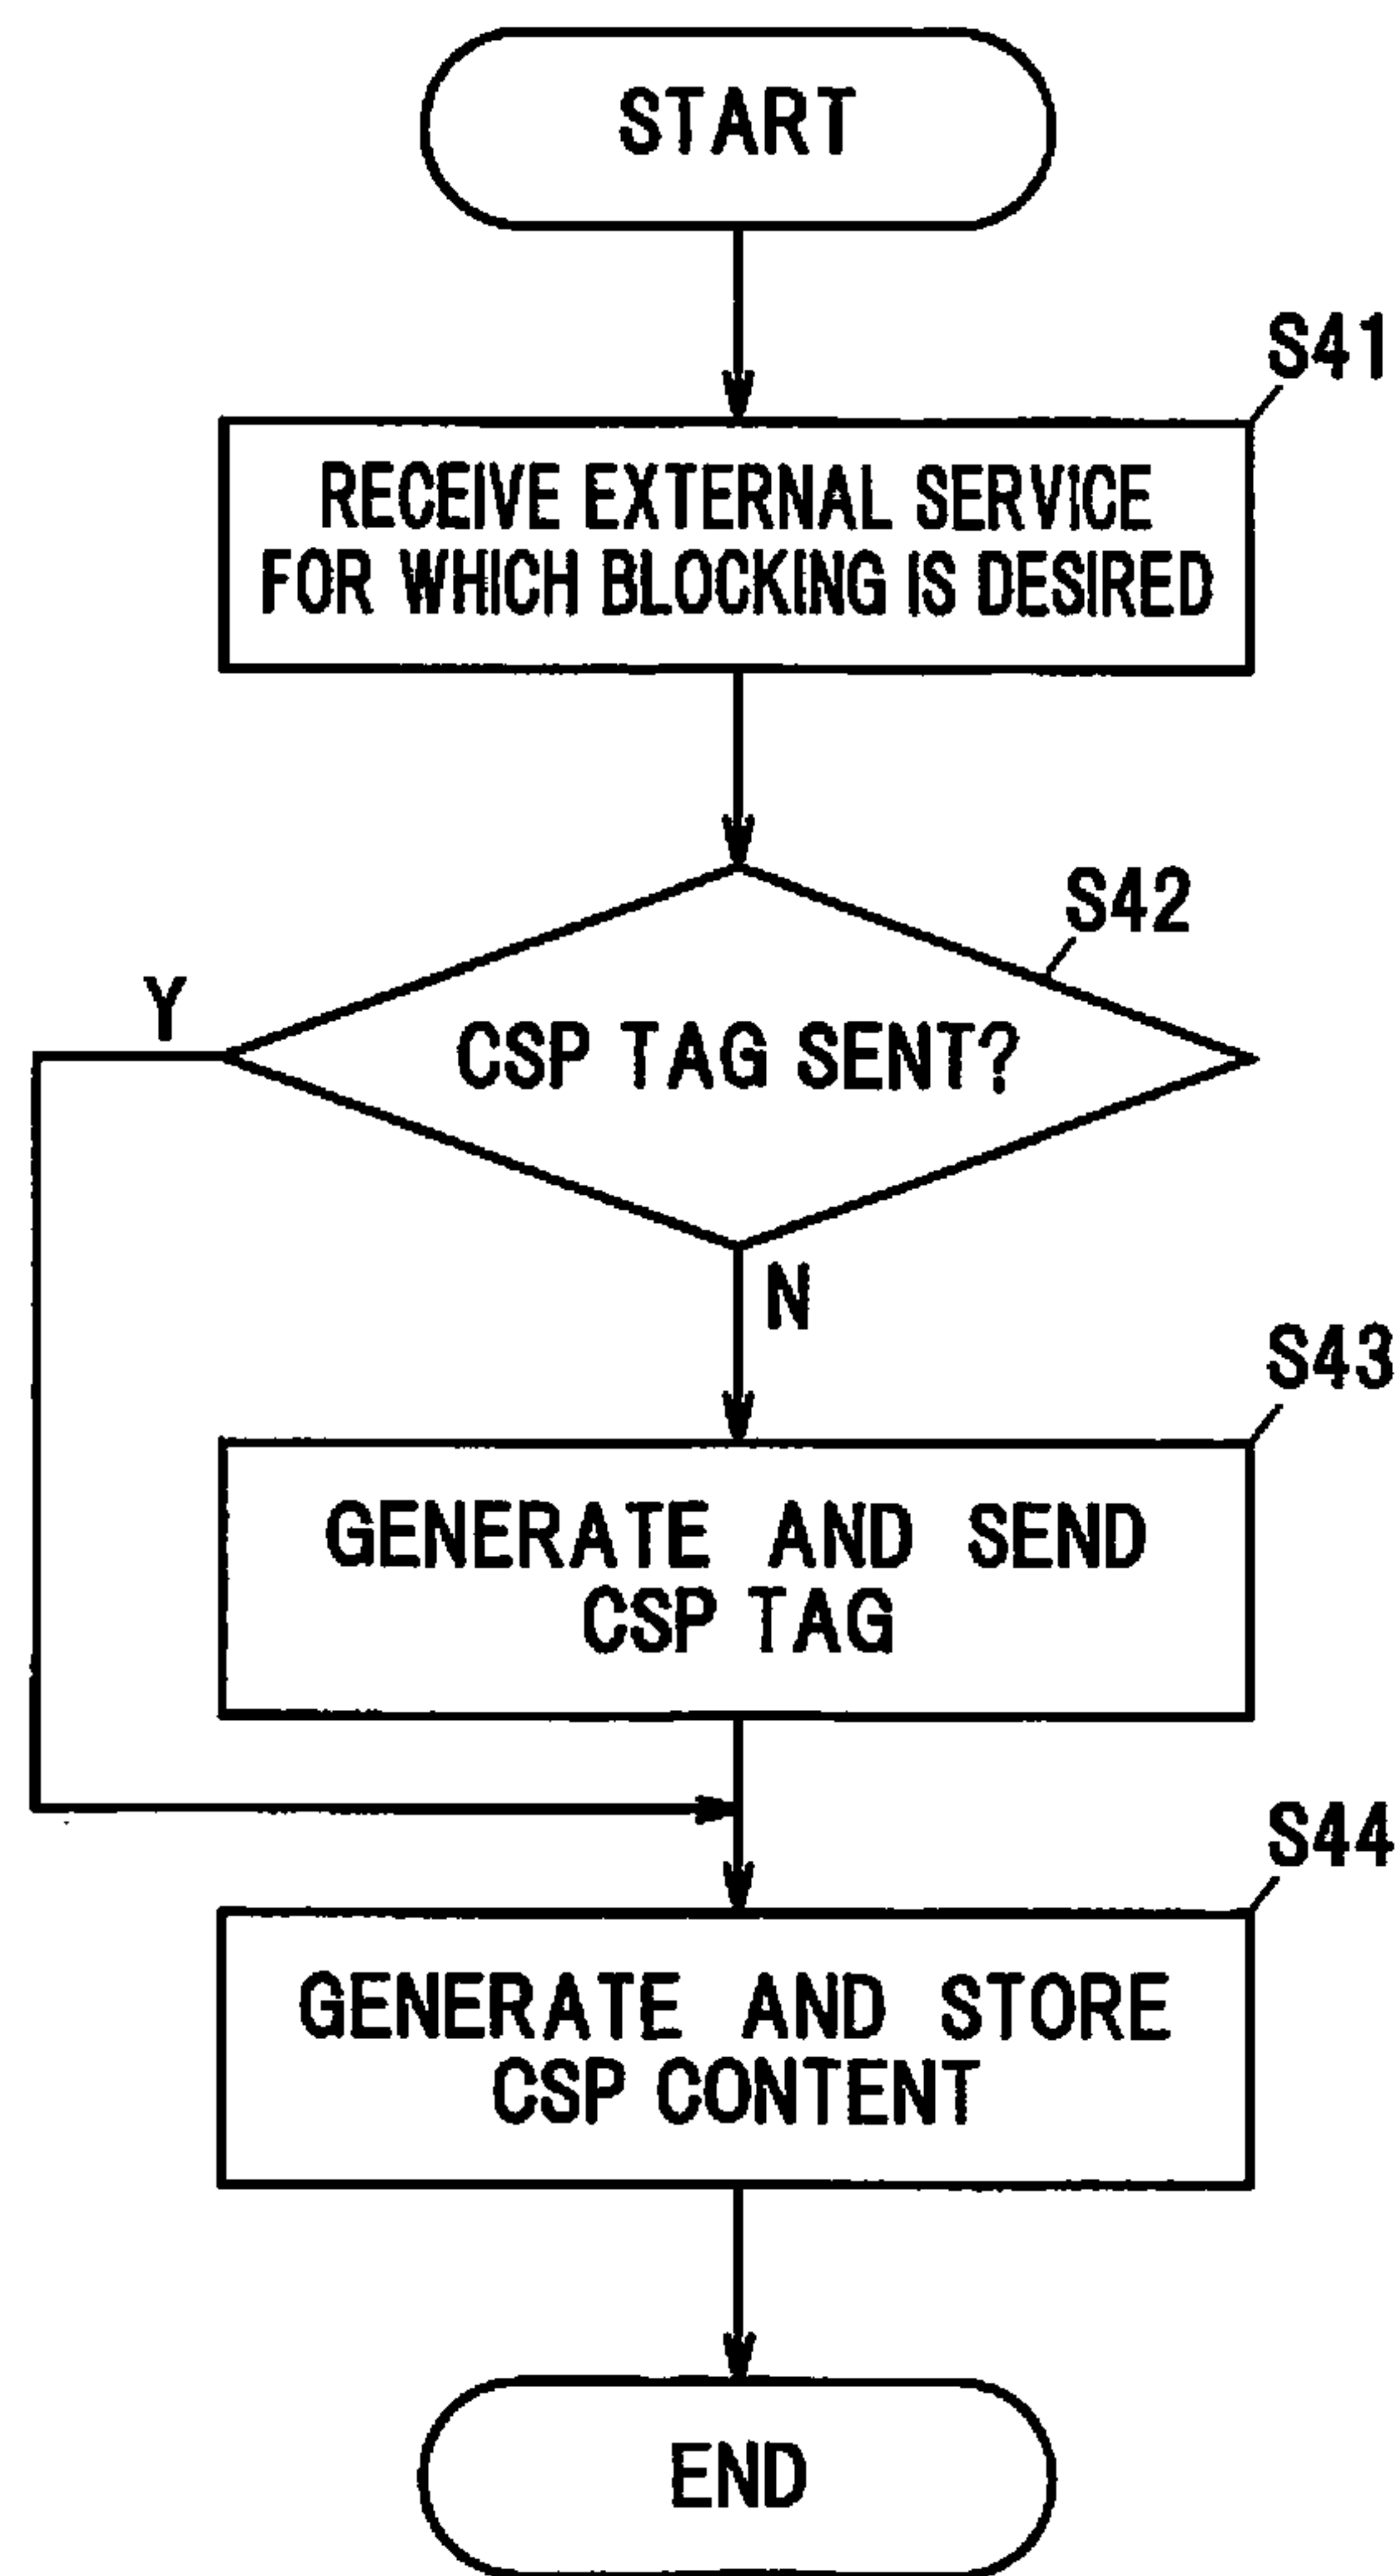 START
S41
RECEIVE EXTERNAL SERVICE
FOR WHICH BLOCKING IS DESIRED
S42
Y
CSP TAG SENT?
N
S43
GENERATE AND SEND
CSP TAG
S44
GENERATE AND STORE
CSP CONTENT
END